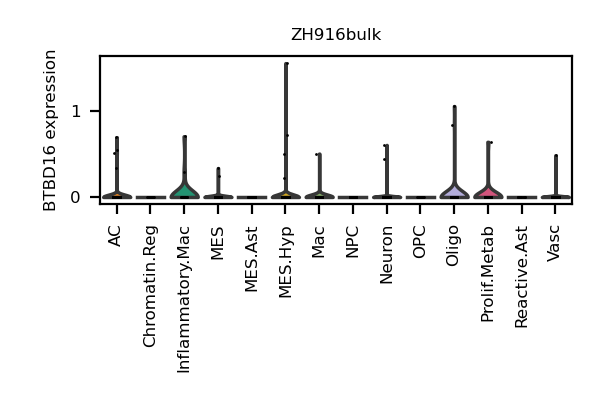 ZH916bulk
BTBD16 expression
1
0
AC
Chromatin.Reg
Inflammatory.Mac
MES
MES.Ast
MES.Hyp
Mac
NPC
Neuron
OPC
Oligo
Prolif.Metab
Reactive.Ast
Vasc